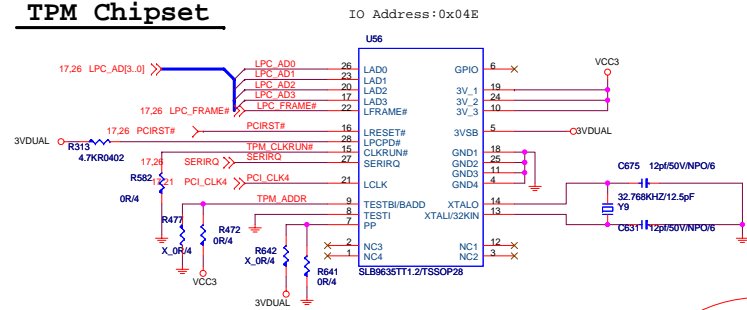 TPM Chipset
IO Address:0x04E
U56
17,26 LPC_AD[3..0]
LPC_AD0 26 LAD0 GPIO 6
LPC_AD1 23 LAD1
LPC_AD2 20 LAD2 3V_1 19 VCC3
LPC_AD3 17 LAD3 3V_2 24
17,26 LPC_FRAME# LPC_FRAME# 22 LFRAME# 3V_3 10
17,26 PCIRST# PCIRST# 16 LRESET# 3VSB 5 3VDUAL
3VDUAL R313 4.7KR0402 28 LPCPD#
TPM_CLKRUN# 15 CLKRUN# GND1 18
17,26 SERIRQ SERIRQ 27 SERIRQ GND2 25
GND3 11
17,21 PCI_CLK4 PCI_CLK4 21 LCLK GND4 4
R582 0R/4
C675 12pf/50V/NPO/6
32.768KHZ/12.5pF
Y9
C631 12pf/50V/NPO/6
TPM_ADDR 9 TESTBI/BADD XTALO 14
8 TESTI XTALI/32KIN 13
7 PP
R477 X_0R/4
R472 0R/4
VCC3
R642 X_0R/4
R641 0R/4
3VDUAL
2 NC3 NC1 12
1 NC4 NC2 3
SLB9635TT1.2/TSSOP28